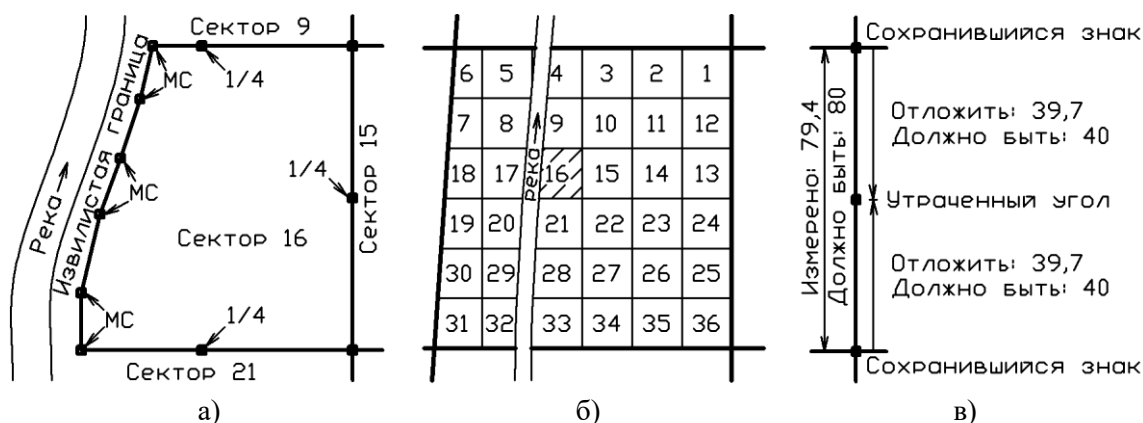 Сектор 9
МС
1/4
Извилистая граница
Река
МС
1/4
Сектор 15
Сектор 16
МС
1/4
Сектор 21
а)
6 5 4 3 2 1
7 8 9 10 11 12
18 17 16 15 14 13
19 20 21 22 23 24
30 29 28 27 26 25
31 32 33 34 35 36
река
б)
Сохранившийся знак
Измерено: 79,4
Должно быть: 80
Отложить: 39,7
Должно быть: 40
Утраченный угол
Отложить: 39,7
Должно быть: 40
Сохранившийся знак
в)